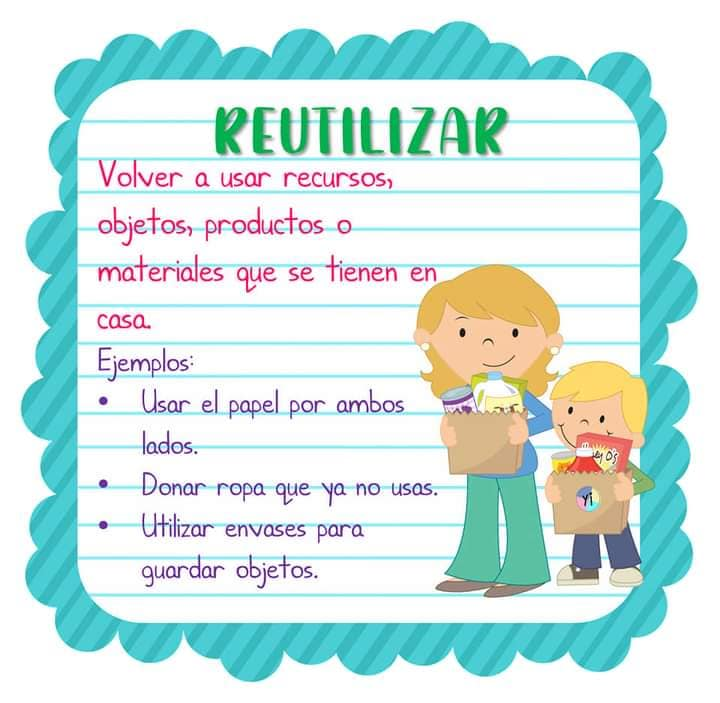 REUTILIZAR
Volver a usar recursos,
objetos, productos o
materiales que se tienen en
casa.
Ejemplos:
• Usar el papel por ambos
lados.
• Donar ropa que ya no usas.
• Utilizar envases para
guardar objetos.
yi